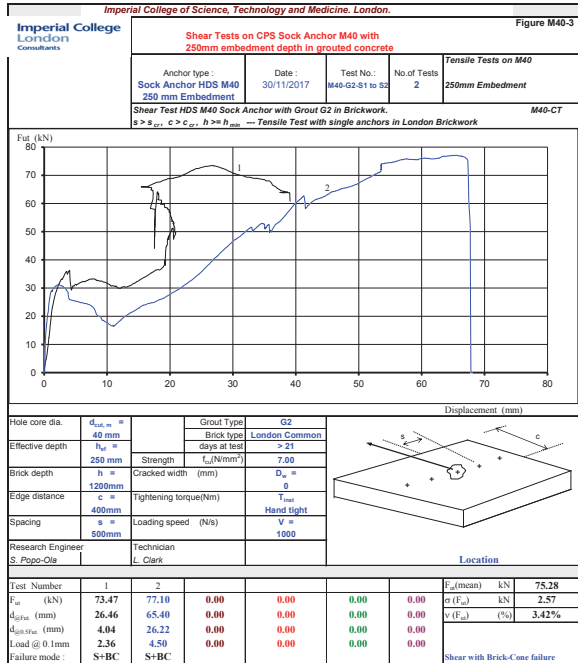 Imperial College of Science, Technology and Medicine. London.
Imperial College
London
Consultants
Figure M40-3
Shear Tests on CPS Sock Anchor M40 with
250mm embedment depth in grouted concrete
Anchor type :
Sock Anchor HDS M40
250 mm Embedment
Date :
30/11/2017
Test No.:
M40-G2-S1 to S2
No.of Tests
2
Tensile Tests on M40
250mm Embedment
Shear Test HDS M40 Sock Anchor with Grout G2 in Brickwork. M40-CT
s > s cr , c > c cr , h >= h min --- Tensile Test with single anchors in London Brickwork
Fut (kN)
80
70
60
50
40
30
20
10
0
1
2
0 10 20 30 40 50 60 70 80
Displacement (mm)
Hole core dia. d cut, m = Grout Type G2
40 mm Brick type London Common
Effective depth h ef = days at test > 21
250 mm Strength f cu (N/mm²) 7.00
Brick depth h = Cracked width (mm) D w =
1200mm 0
Edge distance c = Tightening torque(Nm) T inst
400mm Hand tight
Spacing s = Loading speed (N/s) V =
500mm 1000
Research Engineer Technician
S. Popo-Ola L. Clark
s
c
Location
Test Number 1 2 F ut (mean) kN 75.28
F ut (kN) 73.47 77.10 0.00 0.00 0.00 0.00 σ (F ut ) kN 2.57
d @Fut. (mm) 26.46 65.40 0.00 0.00 0.00 0.00 ν (F ut ) (%) 3.42%
d @0.5Fut. (mm) 4.04 26.22 0.00 0.00 0.00 0.00
Load @ 0.1mm 2.36 4.50 0.00 0.00 0.00 0.00
Failure mode : S+BC S+BC Shear with Brick-Cone failure